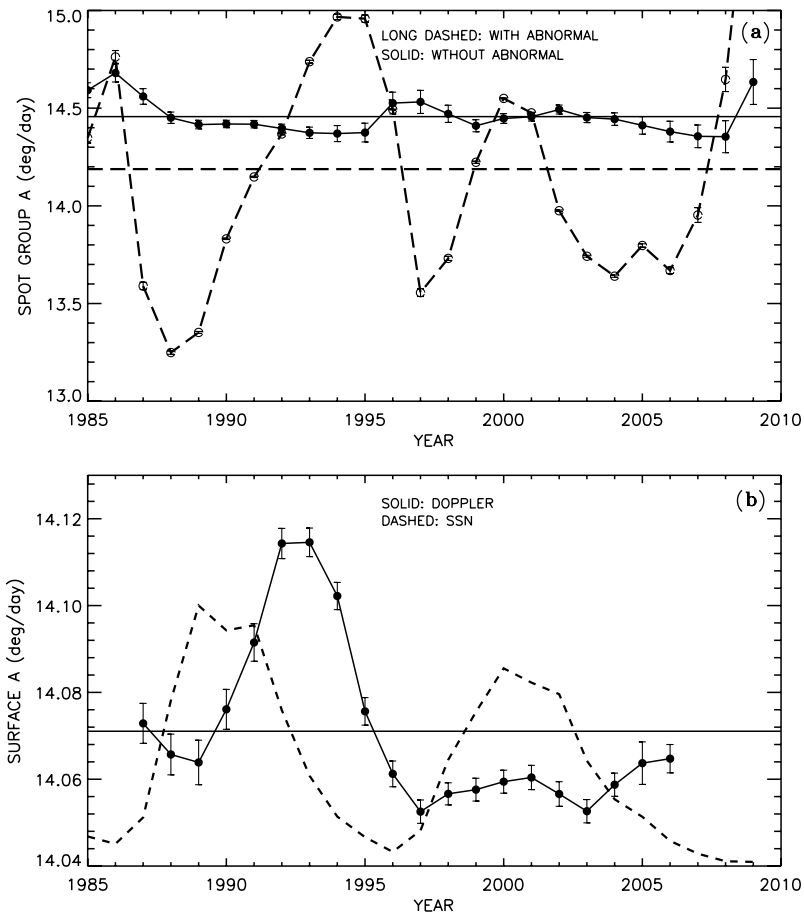 15.0
14.5
14.0
13.5
13.0
SPOT GROUP A (deg/day)
LONG DASHED: WITH ABNORMAL
SOLID: WTHOUT ABNORMAL
(a)
1985
1990
1995
2000
2005
2010
YEAR
14.12
14.10
14.08
14.06
14.04
SURFACE A (deg/day)
SOLID: DOPPLER
DASHED: SSN
(b)
1985
1990
1995
2000
2005
2010
YEAR